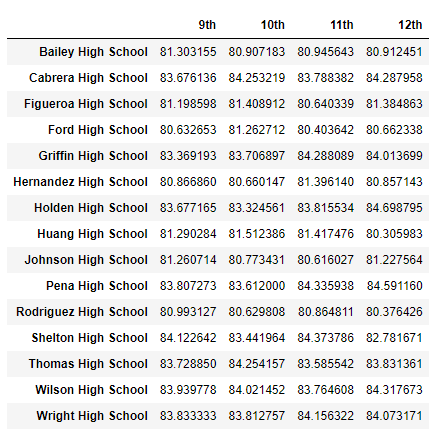 9th 10th 11th 12th
Bailey High School 81.303155 80.907183 80.945643 80.912451
Cabrera High School 83.676136 84.253219 83.788382 84.287958
Figueroa High School 81.198598 81.408912 80.640339 81.384863
Ford High School 80.632653 81.262712 80.403642 80.662338
Griffin High School 83.369193 83.706897 84.288089 84.013699
Hernandez High School 80.866860 80.660147 81.396140 80.857143
Holden High School 83.677165 83.324561 83.815534 84.698795
Huang High School 81.290284 81.512386 81.417476 80.305983
Johnson High School 81.260714 80.773431 80.616027 81.227564
Pena High School 83.807273 83.612000 84.335938 84.591160
Rodriguez High School 80.993127 80.629808 80.864811 80.376426
Shelton High School 84.122642 83.441964 84.373786 82.781671
Thomas High School 83.728850 84.254157 83.585542 83.831361
Wilson High School 83.939778 84.021452 83.764608 84.317673
Wright High School 83.833333 83.812757 84.156322 84.073171